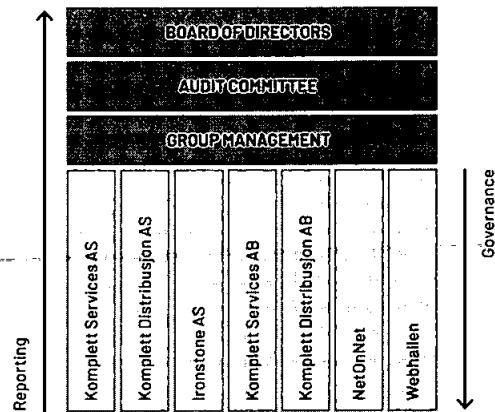 BOARD OF DIRECTORS
AUDIT COMMITTEE
GROUP MANAGEMENT
Reporting
Komplett Services AS
Komplett Distribusjon AS
Ironstone AS
Komplett Services AB
Komplett Distribusjon AB
NetOnNet
Webhallen
Governance